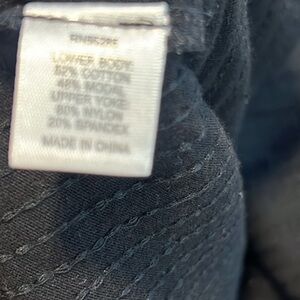 LOWER BODY:
52% COTTON
48% MODAL
UPPER YOKE:
80% NYLON
20% SPANDEX
MADE IN CHINA